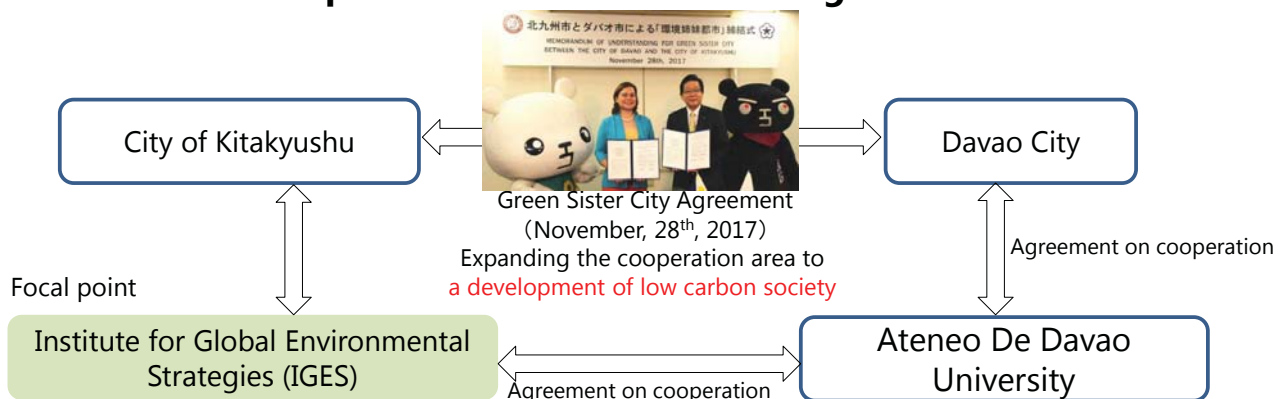 北九州市とダバオ市による「環境姉妹都市」締結式
MEMORANDUM OF UNDERSTANDING FOR GREEN SISTER CITY
BETWEEN THE CITY OF DAVAO AND THE CITY OF KITAKYUSHU
November 28th, 2017
City of Kitakyushu
Davao City
Green Sister City Agreement
（November, 28th, 2017）
Expanding the cooperation area to
a development of low carbon society
Agreement on cooperation
Focal point
Institute for Global Environmental
Strategies (IGES)
Agreement on cooperation
Ateneo De Davao
University